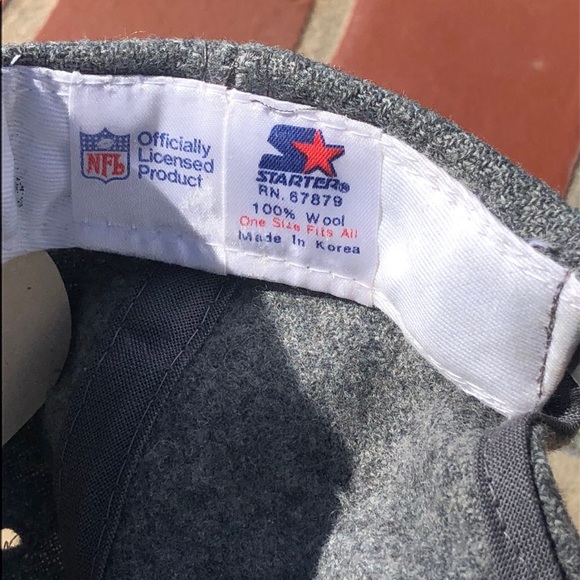 NFL
Officially
Licensed
Product
STARTER®
RN. 67879
100% Wool
One Size Fits All
Made In Korea